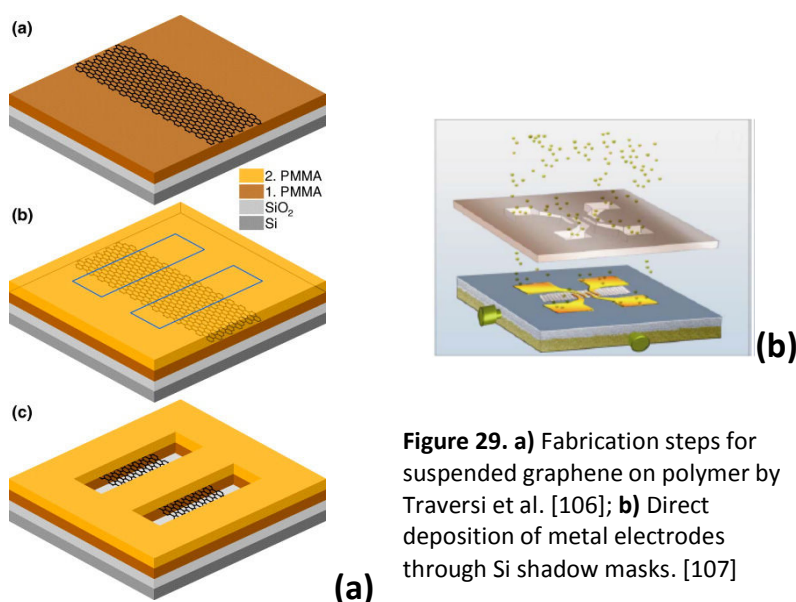 (a)
2. PMMA
1. PMMA
SiO₂
Si
(b)
(c)
(a)
(b)
Figure 29. a) Fabrication steps for
suspended graphene on polymer by
Traversi et al. [106]; b) Direct
deposition of metal electrodes
through Si shadow masks. [107]